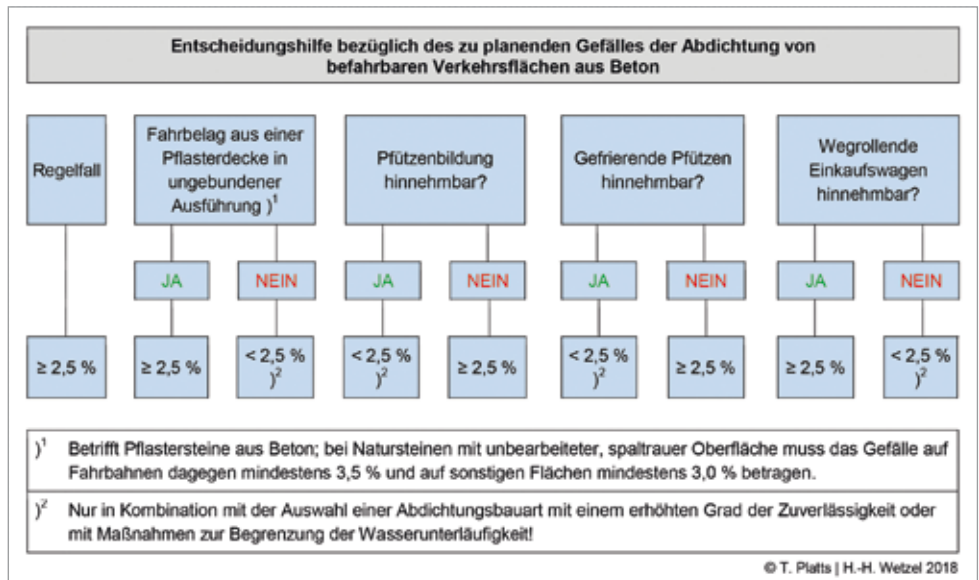 Entscheidungshilfe bezüglich des zu planenden Gefälles der Abdichtung von
befahrbaren Verkehrsflächen aus Beton
Regelfall
Fahrbelag aus einer
Pflasterdecke in
ungebundener
Ausführung )¹
Pfützenbildung
hinnehmbar?
Gefrierende Pfützen
hinnehmbar?
Wegrollende
Einkaufswagen
hinnehmbar?
JA
NEIN
JA
NEIN
JA
NEIN
JA
NEIN
≥ 2,5 %
≥ 2,5 %
< 2,5 %
)²
< 2,5 %
)²
≥ 2,5 %
< 2,5 %
)²
≥ 2,5 %
≥ 2,5 %
< 2,5 %
)²
)¹ Betrifft Pflastersteine aus Beton; bei Natursteinen mit unbearbeiteter, spaltrauer Oberfläche muss das Gefälle auf
Fahrbahnen dagegen mindestens 3,5 % und auf sonstigen Flächen mindestens 3,0 % betragen.
)² Nur in Kombination mit der Auswahl einer Abdichtungsbauart mit einem erhöhten Grad der Zuverlässigkeit oder
mit Maßnahmen zur Begrenzung der Wasserunterläufigkeit!
© T. Platts | H.-H. Wetzel 2018